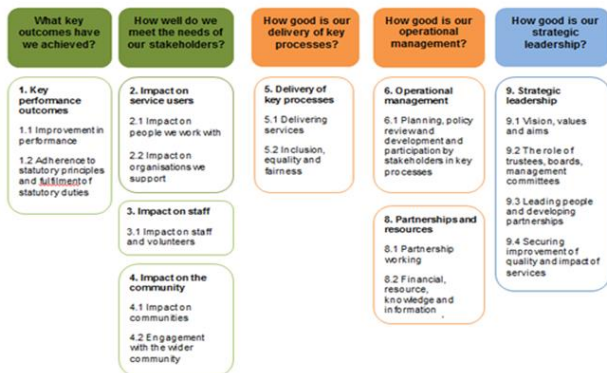 What key
outcomes have
we achieved?
How well do we
meet the needs of
our stakeholders?
How good is our
delivery of key
processes?
How good is our
operational
management?
How good is our
strategic
leadership?
1. Key
performance
outcomes
1.1 Improvement in
performance
1.2 Adherence to
statutory principles
and fulfilment of
statutory duties
2. Impact on
service users
2.1 Impact on
people we work with
2.2 Impact on
organisations we
support
3. Impact on staff
3.1 Impact on staff
and volunteers
4. Impact on the
community
4.1 Impact on
communities
4.2 Engagement
with the wider
community
5. Delivery of
key processes
5.1 Delivering
services
5.2 Inclusion,
equality and
fairness
6. Operational
management
6.1 Planning, policy
review and
development and
participation by
stakeholders in key
processes
8. Partnerships and
resources
8.1 Partnership
working
8.2 Financial,
resource,
knowledge and
information
9. Strategic
leadership
9.1 Vision, values
and aims
9.2 The role of
trustees, boards,
management
committees
9.3 Leading people
and developing
partnerships
9.4 Securing
improvement of
quality and impact of
services